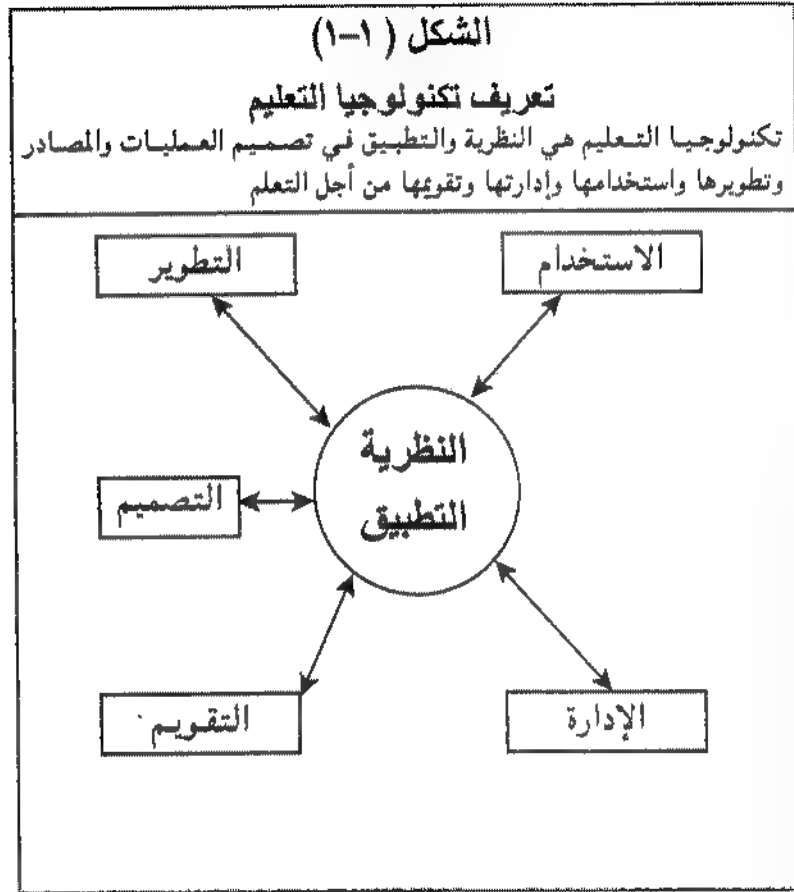 الشكل ( ١-١)
تعريف تكنولوجيا التعليم
تكنولوجيا التعليم هي النظرية والتطبيق في تصميم العمليات والمصادر
وتطويرها واستخدامها وإدارتها وتقويمها من أجل التعلم
الاستخدام
التطوير
النظرية
التطبيق
التصميم
الإدارة
التقويم